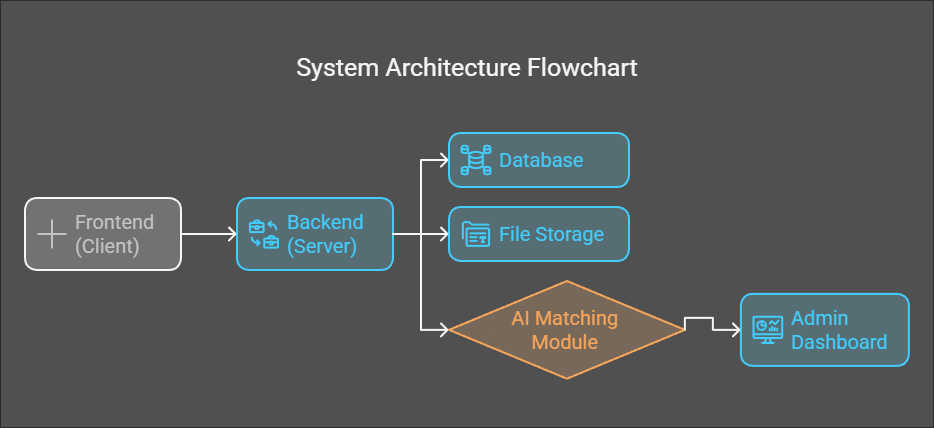 System Architecture Flowchart
Database
Frontend
(Client)
Backend
(Server)
File Storage
AI Matching
Module
Admin
Dashboard